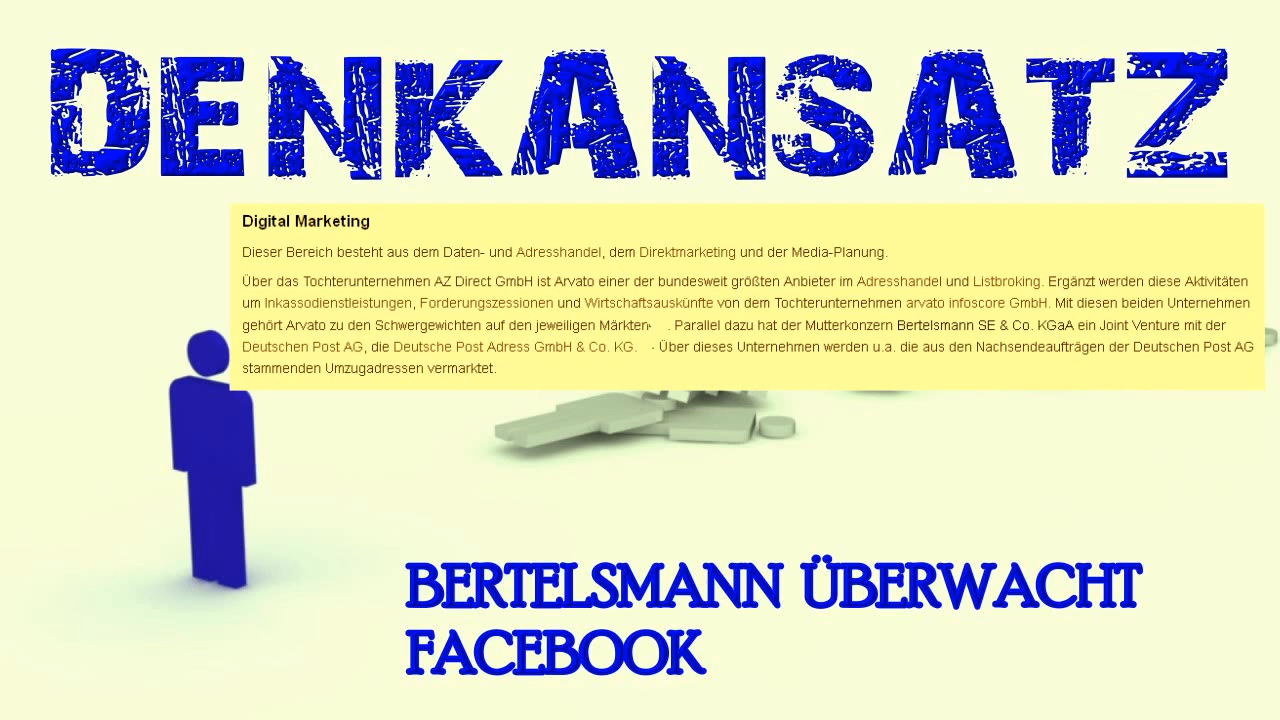 DENKANSATZ
Digital Marketing
Dieser Bereich besteht aus dem Daten- und Adresshandel, dem Direktmarketing und der Media-Planung.
Über das Tochterunternehmen AZ Direct GmbH ist Arvato einer der bundesweit größten Anbieter im Adresshandel und Listbroking. Ergänzt werden diese Aktivitäten
um Inkassodienstleistungen, Forderungszessionen und Wirtschaftsauskünfte von dem Tochterunternehmen arvato infoscore GmbH. Mit diesen beiden Unternehmen
gehört Arvato zu den Schwergewichten auf den jeweiligen Märkten . Parallel dazu hat der Mutterkonzern Bertelsmann SE & Co. KGaA ein Joint Venture mit der
Deutschen Post AG, die Deutsche Post Adress GmbH & Co. KG. Über dieses Unternehmen werden u.a. die aus den Nachsendeaufträgen der Deutschen Post AG
stammenden Umzugadressen vermarktet.
BERTELSMANN ÜBERWACHT
FACEBOOK